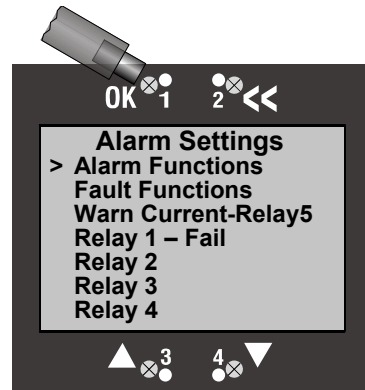 OK 1 2 <<
Alarm Settings
> Alarm Functions
Fault Functions
Warn Current-Relay5
Relay 1 – Fail
Relay 2
Relay 3
Relay 4
3 4